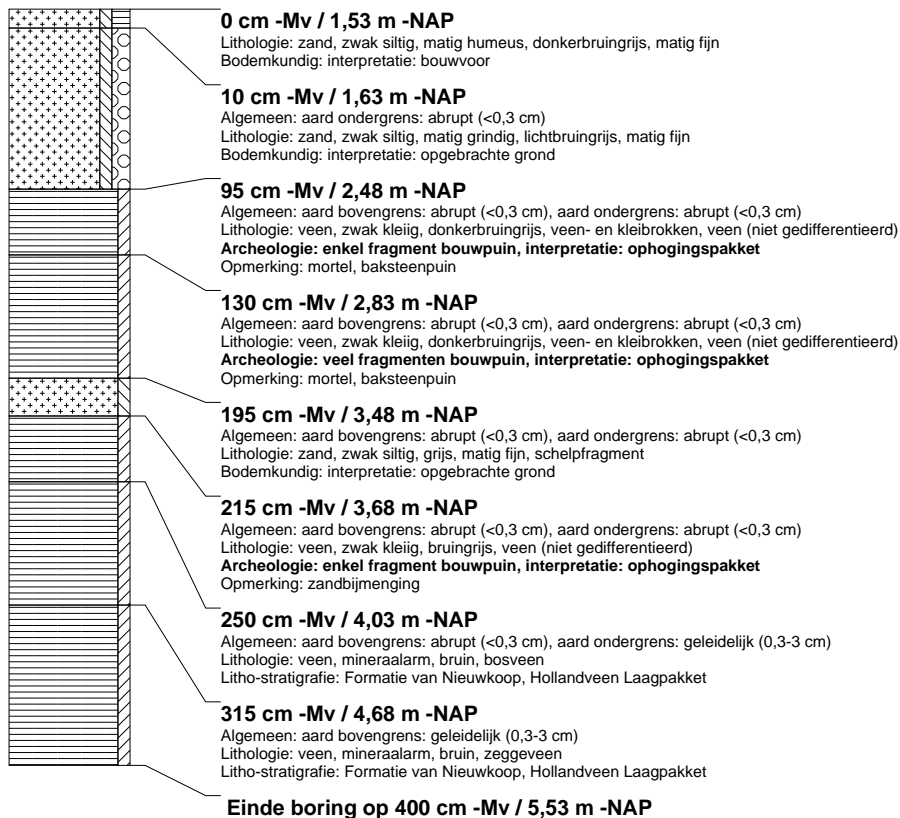 0 cm -Mv / 1,53 m -NAP
Lithologie: zand, zwak siltig, matig humeus, donkerbruingrijs, matig fijn
Bodemkundig: interpretatie: bouwvoor
10 cm -Mv / 1,63 m -NAP
Algemeen: aard ondergrens: abrupt (<0,3 cm)
Lithologie: zand, zwak siltig, matig grindig, lichtbruingrijs, matig fijn
Bodemkundig: interpretatie: opgebrachte grond
95 cm -Mv / 2,48 m -NAP
Algemeen: aard bovengrens: abrupt (<0,3 cm), aard ondergrens: abrupt (<0,3 cm)
Lithologie: veen, zwak kleiig, donkerbruingrijs, veen- en kleibrokken, veen (niet gedifferentieerd)
Archeologie: enkel fragment bouwpuin, interpretatie: ophogingspakket
Opmerking: mortel, baksteenpuin
130 cm -Mv / 2,83 m -NAP
Algemeen: aard bovengrens: abrupt (<0,3 cm), aard ondergrens: abrupt (<0,3 cm)
Lithologie: veen, zwak kleiig, donkerbruingrijs, veen- en kleibrokken, veen (niet gedifferentieerd)
Archeologie: veel fragmenten bouwpuin, interpretatie: ophogingspakket
Opmerking: mortel, baksteenpuin
195 cm -Mv / 3,48 m -NAP
Algemeen: aard bovengrens: abrupt (<0,3 cm), aard ondergrens: abrupt (<0,3 cm)
Lithologie: zand, zwak siltig, grijs, matig fijn, schelpfragment
Bodemkundig: interpretatie: opgebrachte grond
215 cm -Mv / 3,68 m -NAP
Algemeen: aard bovengrens: abrupt (<0,3 cm), aard ondergrens: abrupt (<0,3 cm)
Lithologie: veen, zwak kleiig, bruingrijs, veen (niet gedifferentieerd)
Archeologie: enkel fragment bouwpuin, interpretatie: ophogingspakket
Opmerking: zandbijmenging
250 cm -Mv / 4,03 m -NAP
Algemeen: aard bovengrens: abrupt (<0,3 cm), aard ondergrens: geleidelijk (0,3-3 cm)
Lithologie: veen, mineraalarm, bruin, bosveen
Litho-stratigrafie: Formatie van Nieuwkoop, Hollandveen Laagpakket
315 cm -Mv / 4,68 m -NAP
Algemeen: aard bovengrens: geleidelijk (0,3-3 cm)
Lithologie: veen, mineraalarm, bruin, zeggeveen
Litho-stratigrafie: Formatie van Nieuwkoop, Hollandveen Laagpakket
Einde boring op 400 cm -Mv / 5,53 m -NAP